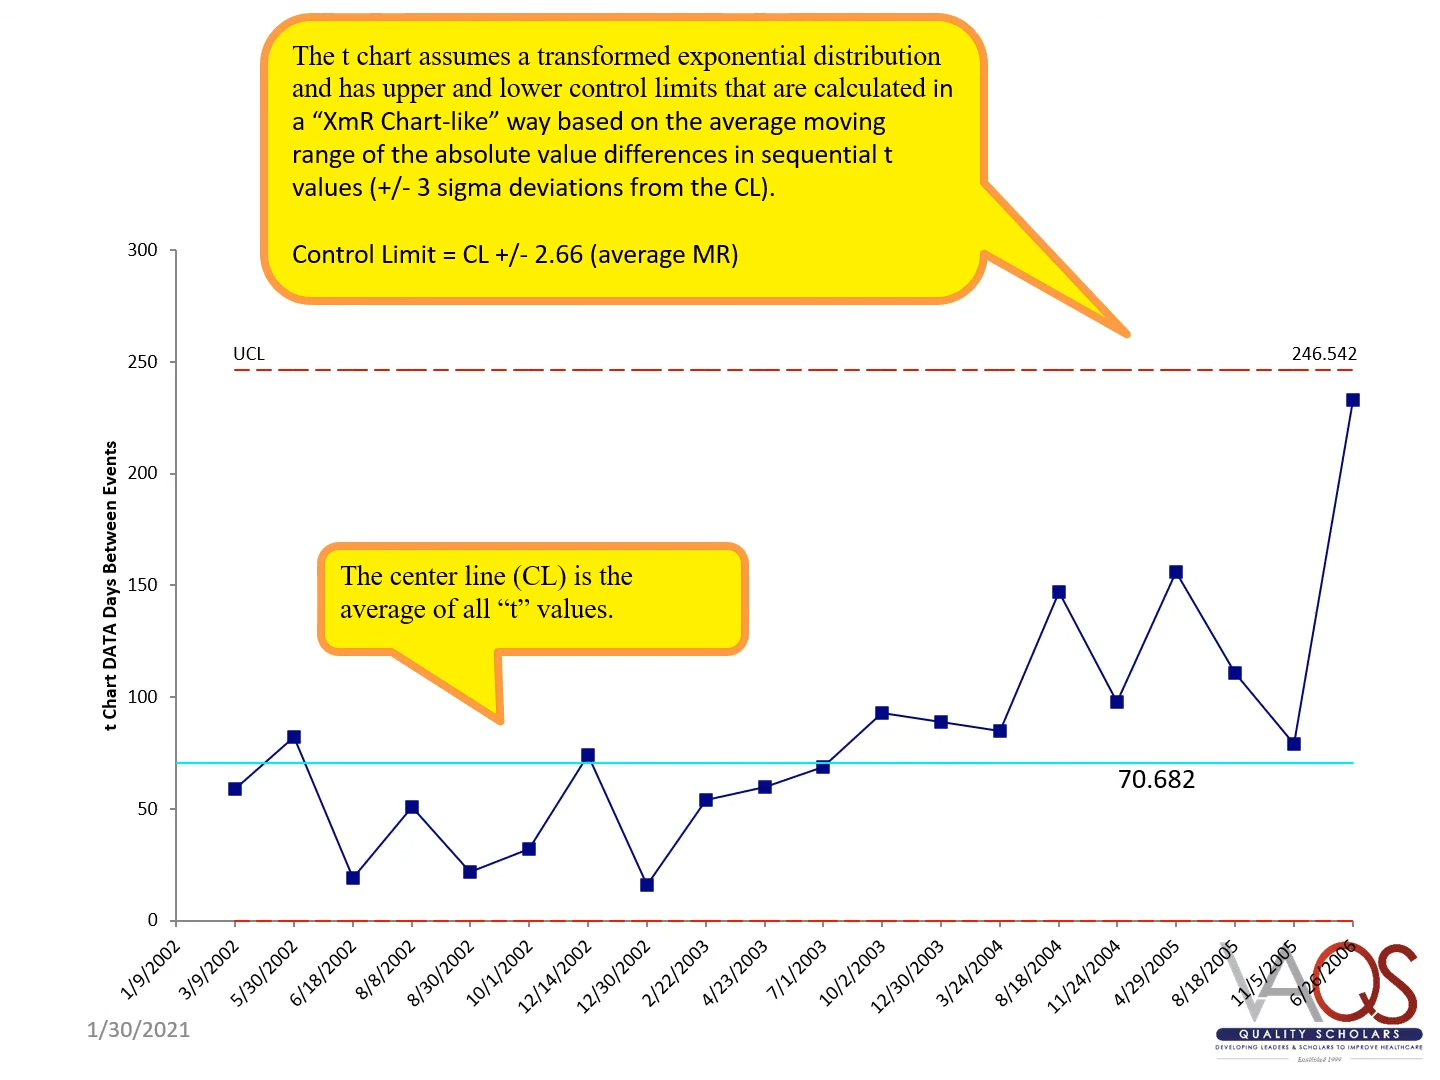 The t chart assumes a transformed exponential distribution
and has upper and lower control limits that are calculated in
a “XmR Chart-like” way based on the average moving
range of the absolute value differences in sequential t
values (+/- 3 sigma deviations from the CL).
Control Limit = CL +/- 2.66 (average MR)
300
250
200
150
100
50
0
t Chart DATA Days Between Events
UCL
246.542
The center line (CL) is the
average of all “t” values.
70.682
1/9/2002
3/9/2002
5/30/2002
6/18/2002
8/8/2002
8/30/2002
10/1/2002
12/14/2002
12/30/2002
2/22/2003
4/23/2003
7/1/2003
10/2/2003
12/30/2003
3/24/2004
8/18/2004
11/24/2004
4/29/2005
8/18/2005
11/5/2005
6/26/2006
1/30/2021
VAQS
QUALITY SCHOLARS
DEVELOPING LEADERS & SCHOLARS TO IMPROVE HEALTHCARE
Established 1999